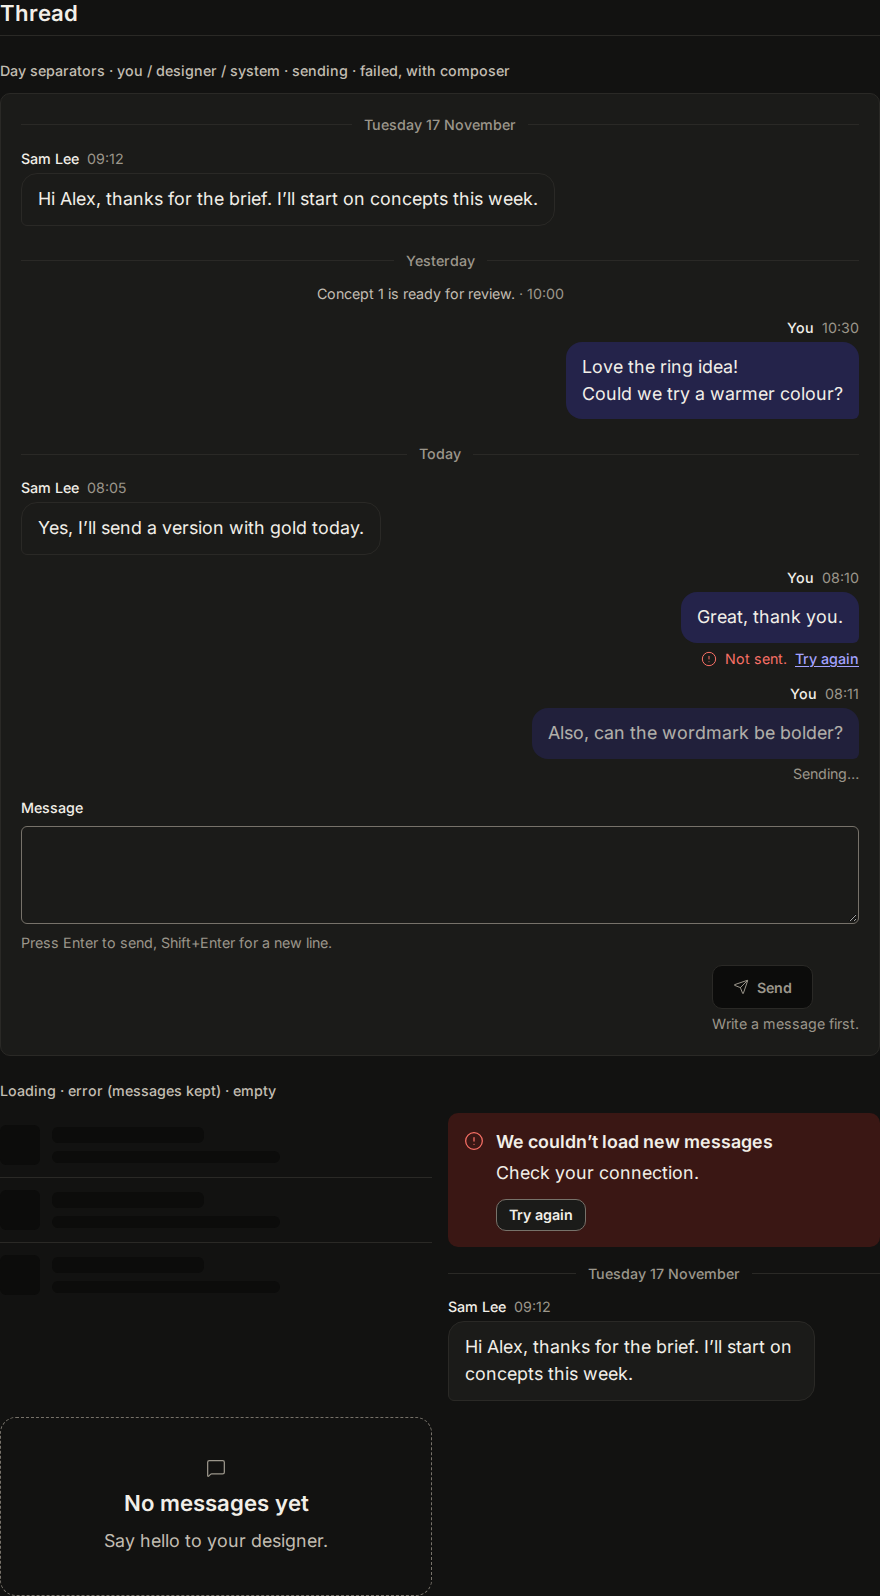 Thread
Day separators · you / designer / system · sending · failed, with composer
Tuesday 17 November
Sam Lee 09:12
Hi Alex, thanks for the brief. I’ll start on concepts this week.
Yesterday
Concept 1 is ready for review. · 10:00
You 10:30
Love the ring idea!
Could we try a warmer colour?
Today
Sam Lee 08:05
Yes, I’ll send a version with gold today.
You 08:10
Great, thank you.
Not sent. Try again
You 08:11
Also, can the wordmark be bolder?
Sending…
Message
Press Enter to send, Shift+Enter for a new line.
Send
Write a message first.
Loading · error (messages kept) · empty
We couldn’t load new messages
Check your connection.
Try again
Tuesday 17 November
Sam Lee 09:12
Hi Alex, thanks for the brief. I’ll start on
concepts this week.
No messages yet
Say hello to your designer.